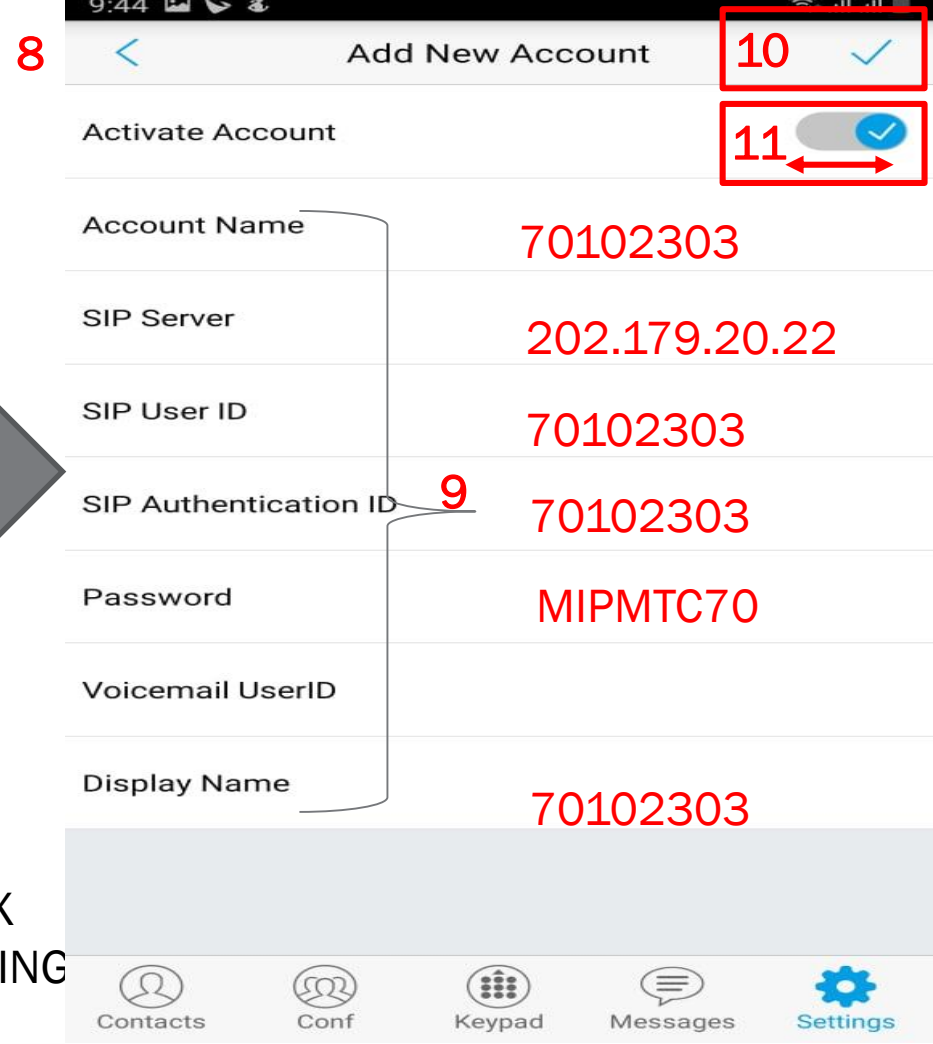 9:44
8 Add New Account 10
Activate Account 11
Account Name 70102303
SIP Server 202.179.20.22
SIP User ID 70102303
SIP Authentication ID 9 70102303
Password MIPMTC70
Voicemail UserID
Display Name 70102303
X
ING
Contacts Conf Keypad Messages Settings